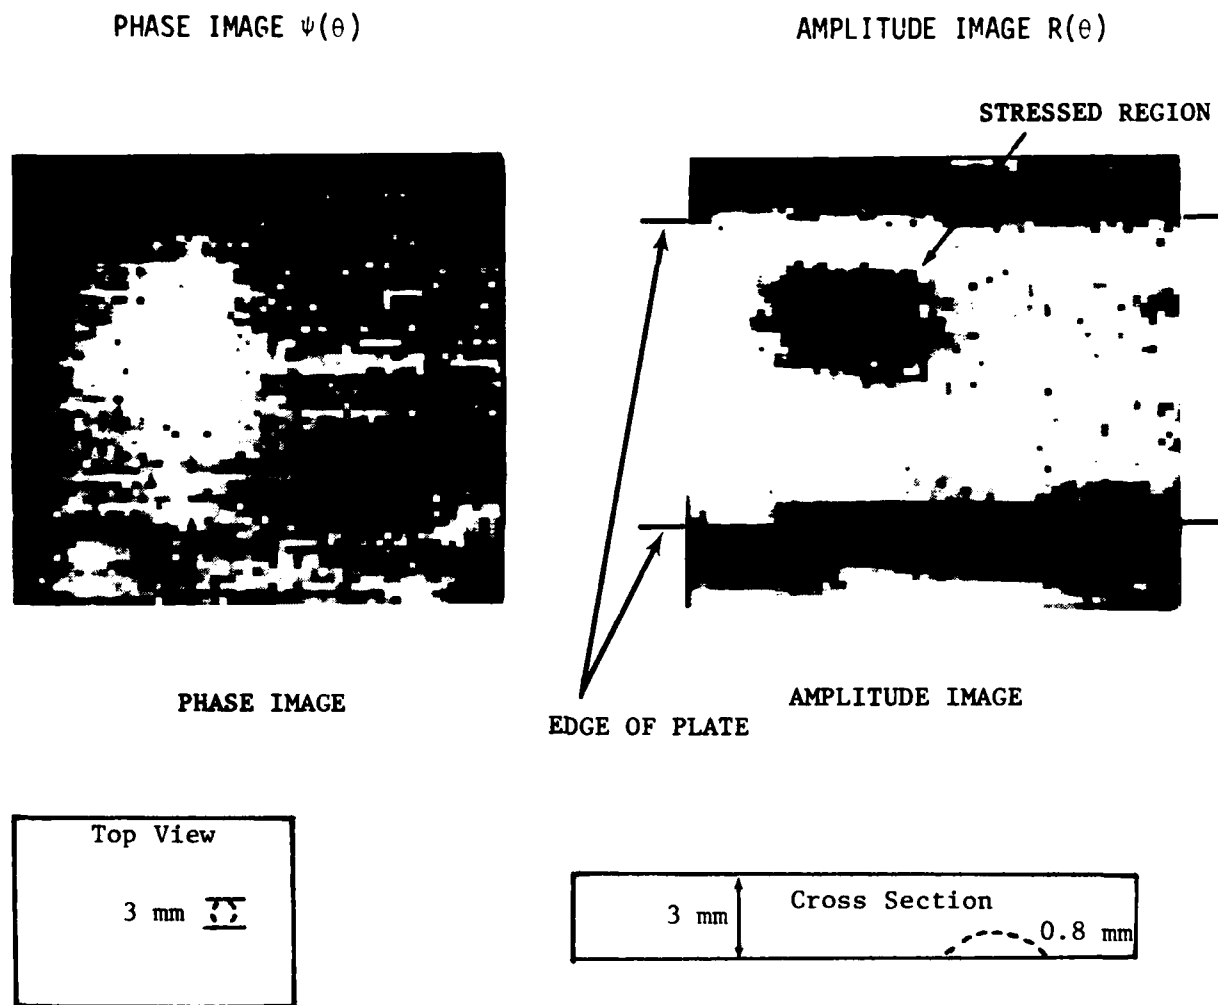 PHASE IMAGE ψ(θ)
AMPLITUDE IMAGE R(θ)
STRESSED REGION
PHASE IMAGE
AMPLITUDE IMAGE
EDGE OF PLATE
Top View
3 mm
Cross Section
3 mm
0.8 mm